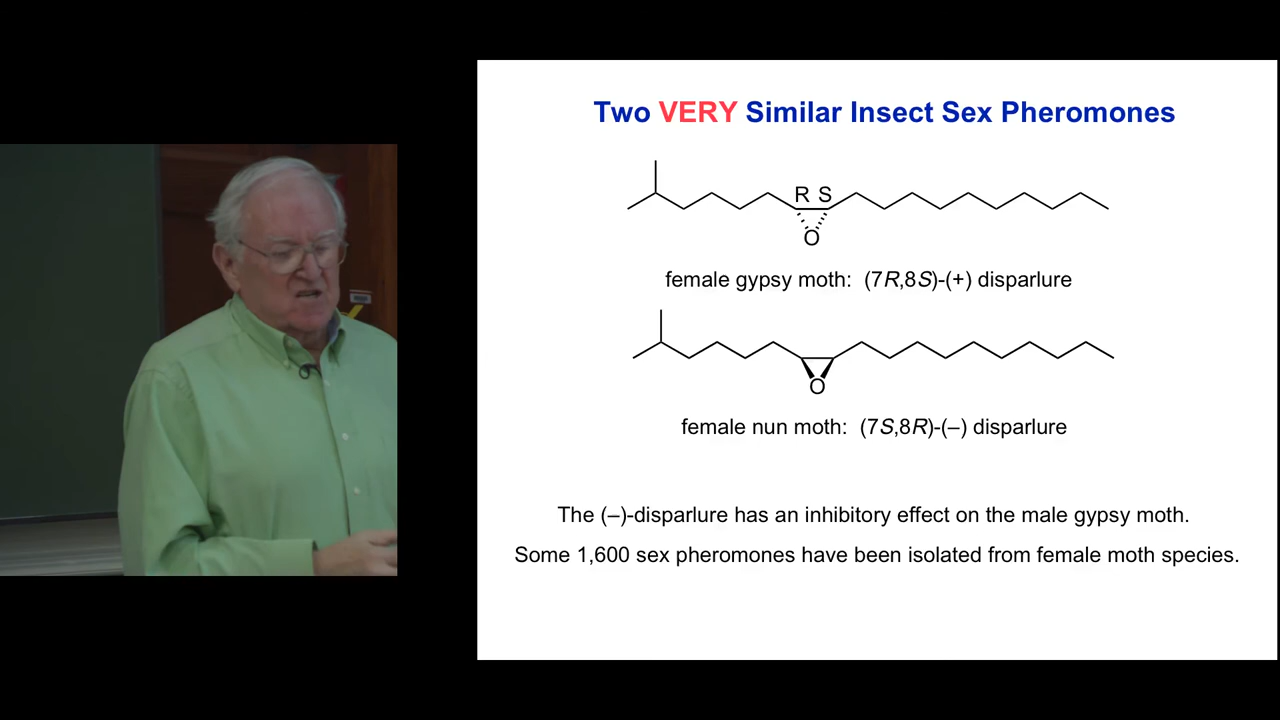 Two VERY Similar Insect Sex Pheromones
R S
O
female gypsy moth: (7R,8S)-(+) disparlure
O
female nun moth: (7S,8R)-(–) disparlure
The (–)-disparlure has an inhibitory effect on the male gypsy moth.
Some 1,600 sex pheromones have been isolated from female moth species.